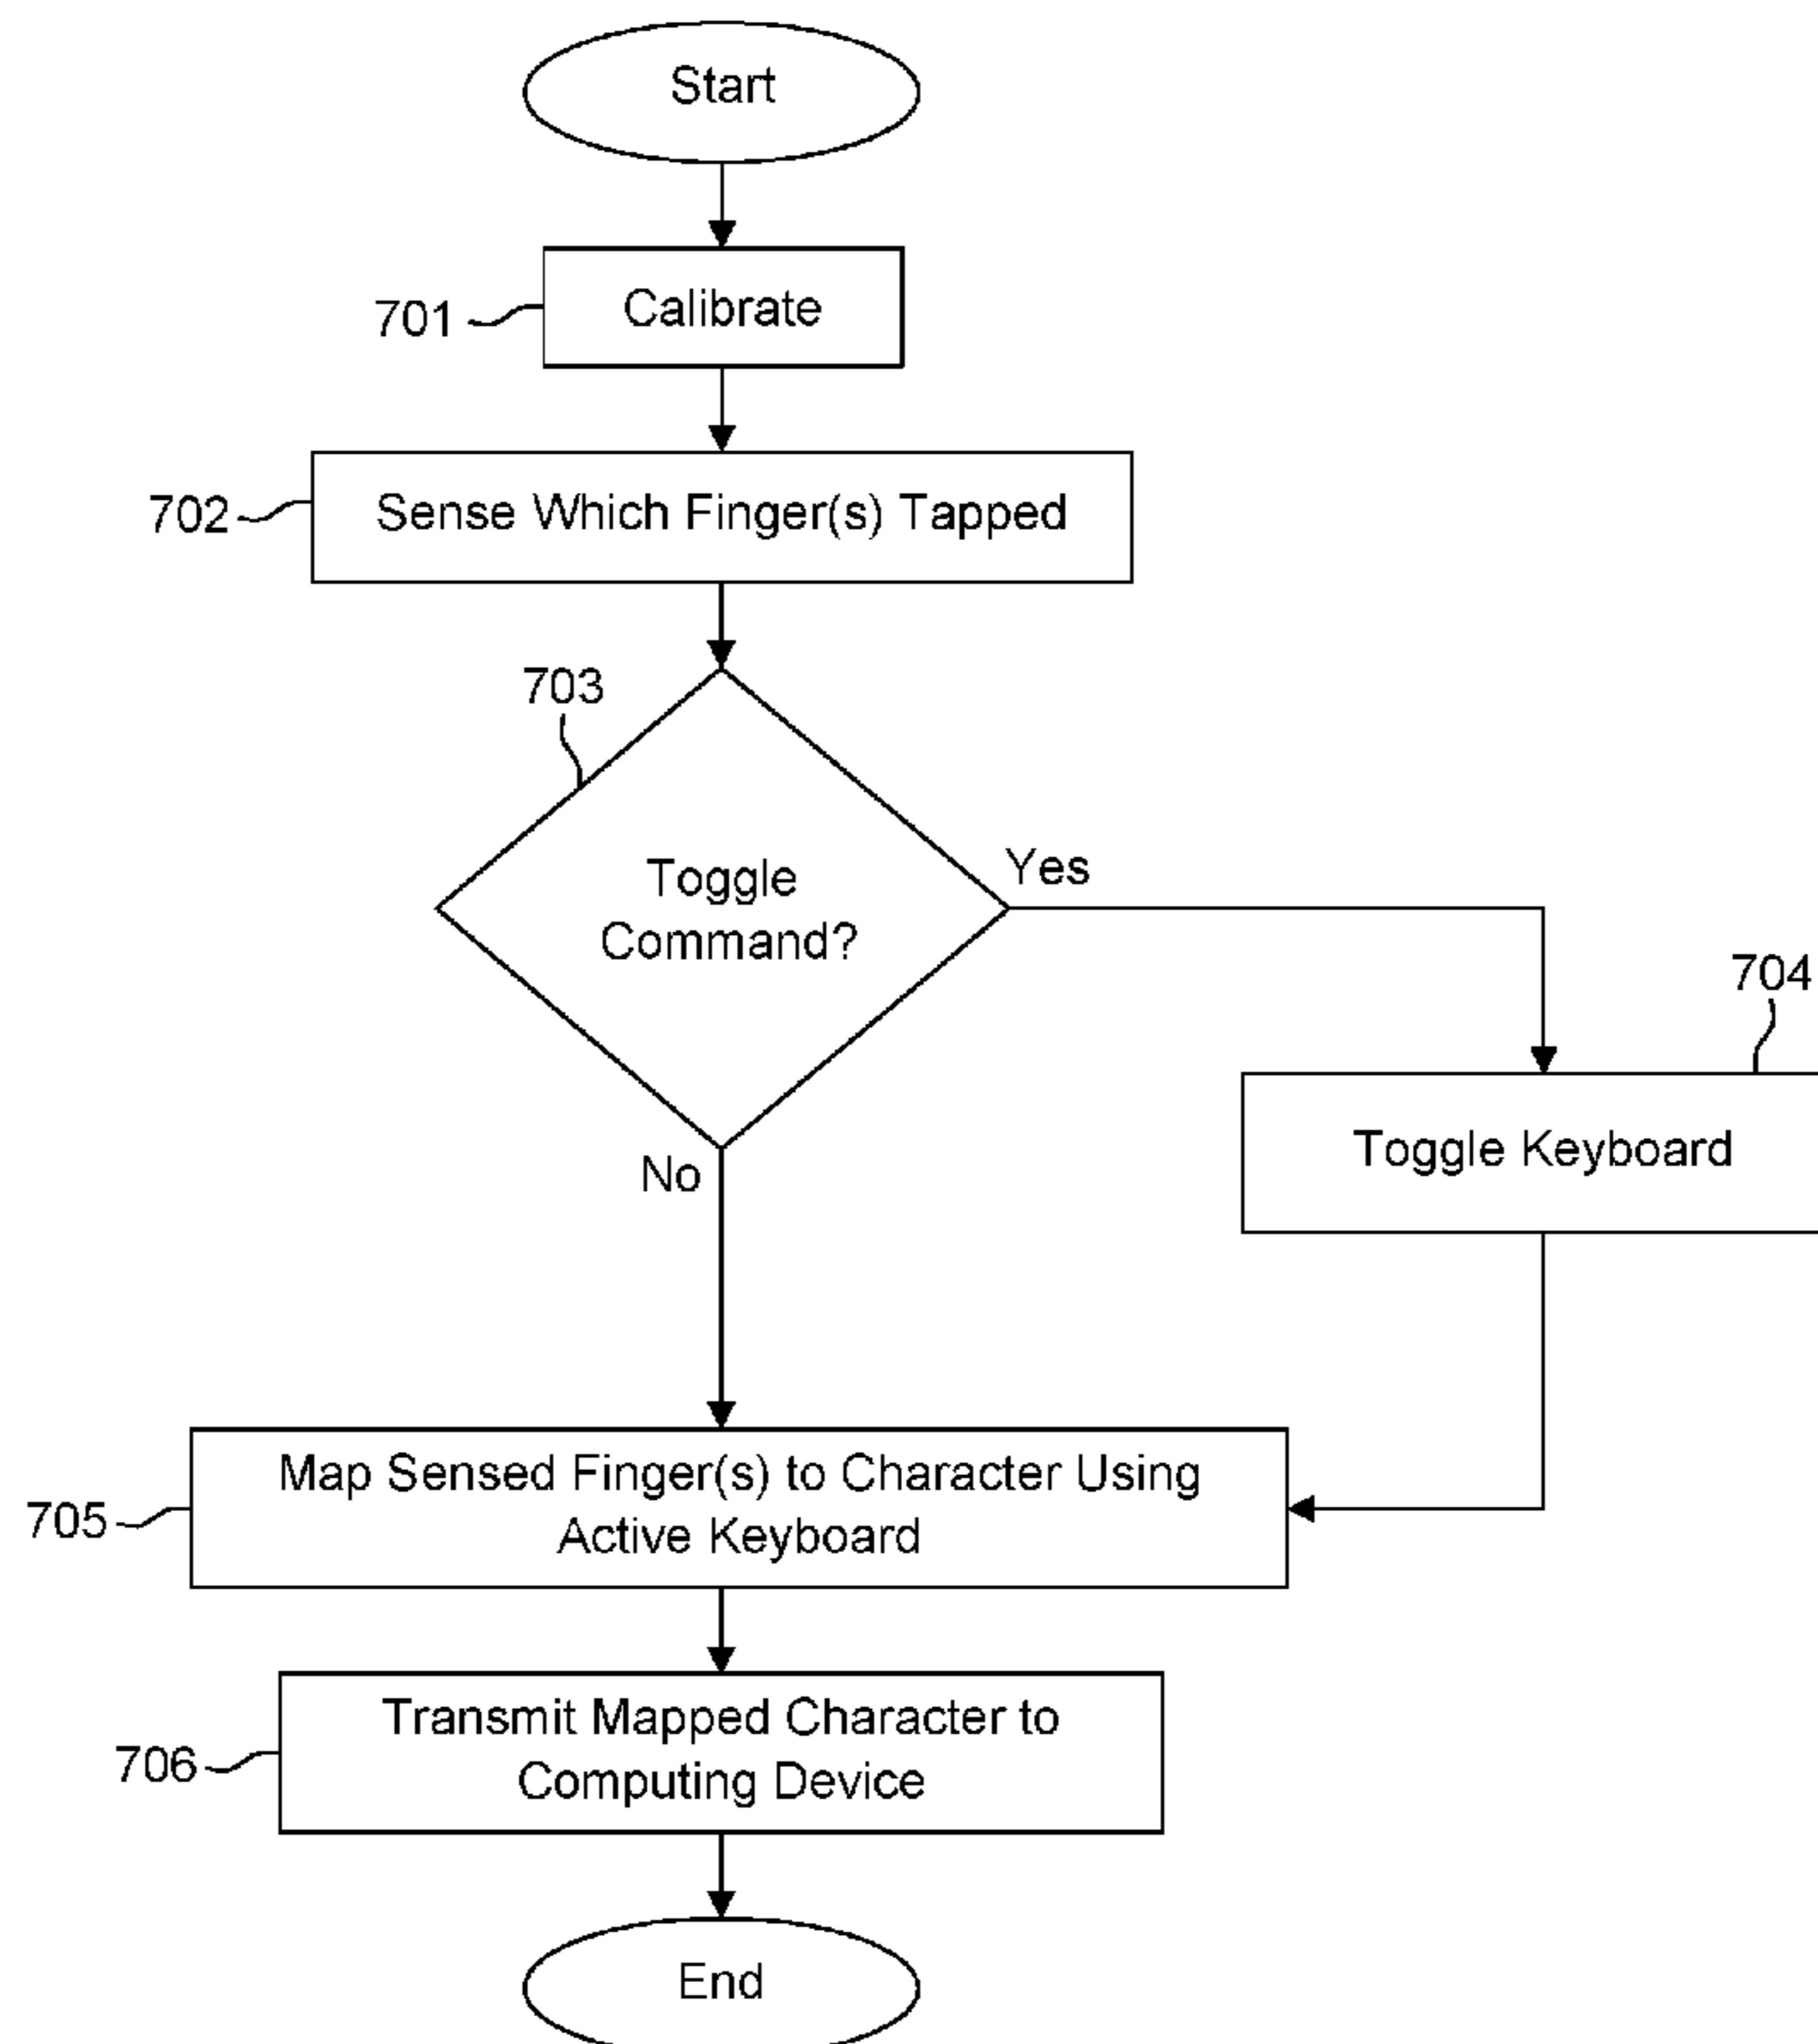 Start
701
Calibrate
702
Sense Which Finger(s) Tapped
703
Toggle
Command?
Yes
704
Toggle Keyboard
No
705
Map Sensed Finger(s) to Character Using
Active Keyboard
706
Transmit Mapped Character to
Computing Device
End